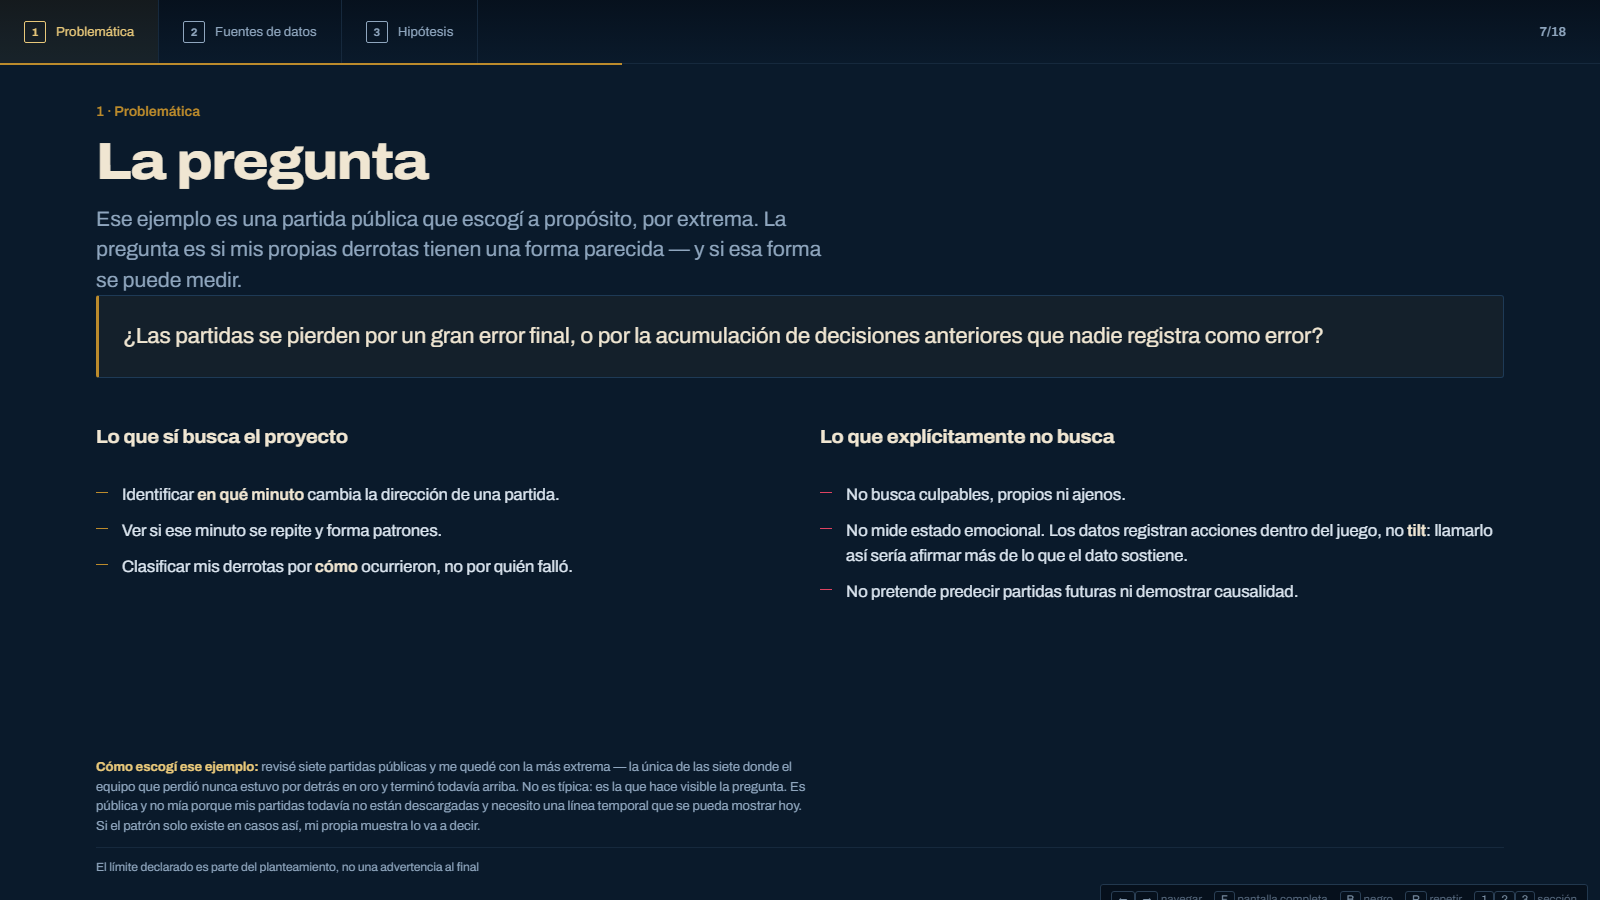 1 Problemática 2 Fuentes de datos 3 Hipótesis 7/18
1 · Problemática
La pregunta
Ese ejemplo es una partida pública que escogí a propósito, por extrema. La
pregunta es si mis propias derrotas tienen una forma parecida — y si esa forma
se puede medir.
¿Las partidas se pierden por un gran error final, o por la acumulación de decisiones anteriores que nadie registra como error?
Lo que sí busca el proyecto
— Identificar en qué minuto cambia la dirección de una partida.
— Ver si ese minuto se repite y forma patrones.
— Clasificar mis derrotas por cómo ocurrieron, no por quién falló.
Lo que explícitamente no busca
— No busca culpables, propios ni ajenos.
— No mide estado emocional. Los datos registran acciones dentro del juego, no tilt: llamarlo
así sería afirmar más de lo que el dato sostiene.
— No pretende predecir partidas futuras ni demostrar causalidad.
Cómo escogí ese ejemplo: revisé siete partidas públicas y me quedé con la más extrema — la única de las siete donde el
equipo que perdió nunca estuvo por detrás en oro y terminó todavía arriba. No es típica: es la que hace visible la pregunta. Es
pública y no mía porque mis partidas todavía no están descargadas y necesito una línea temporal que se pueda mostrar hoy.
Si el patrón solo existe en casos así, mi propia muestra lo va a decir.
El límite declarado es parte del planteamiento, no una advertencia al final
← → navegar F pantalla completa B negro R repetir 1 2 3 sección